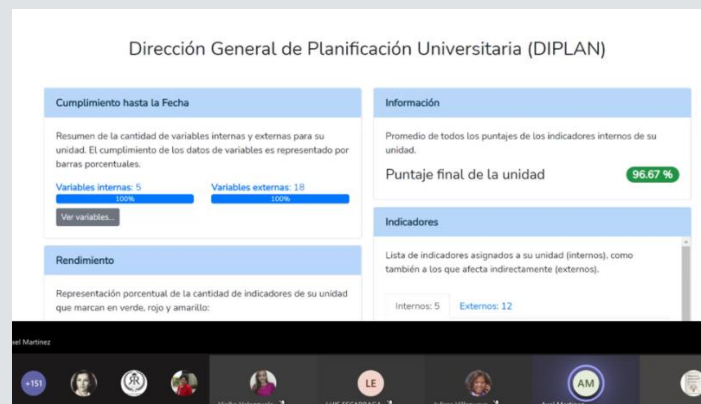 Dirección General de Planificación Universitaria (DIPLAN)
Cumplimiento hasta la Fecha
Resumen de la cantidad de variables internas y externas para su
unidad. El cumplimiento de los datos de variables es representado por
barras porcentuales.
Variables internas: 5
Variables externas: 18
100%
100%
Ver variables...
Rendimiento
Representación porcentual de la cantidad de indicadores de su unidad
que marcan en verde, rojo y amarillo:
Información
Promedio de todos los puntajes de los indicadores internos de su
unidad.
Puntaje final de la unidad
96.67 %
Indicadores
Lista de indicadores asignados a su unidad (internos), como
también a los que afecta indirectamente (externos).
Internos: 5
Externos: 12
Martinez
+151
LE
AM